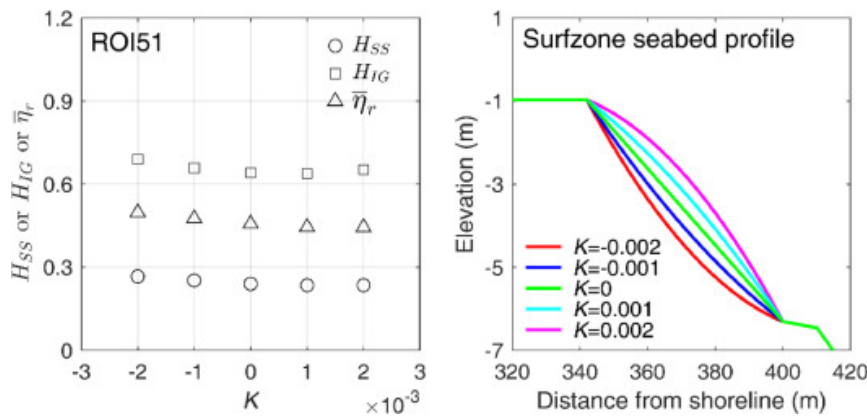 ROI51
H_SS
H_IG
η̅_r
H_SS or H_IG or η̅_r
1.2
0.9
0.6
0.3
0
-3 -2 -1 0 1 2 3
K
×10⁻³
Surfzone seabed profile
Elevation (m)
-1
-3
-5
-7
K=-0.002
K=-0.001
K=0
K=0.001
K=0.002
320 340 360 380 400 420
Distance from shoreline (m)